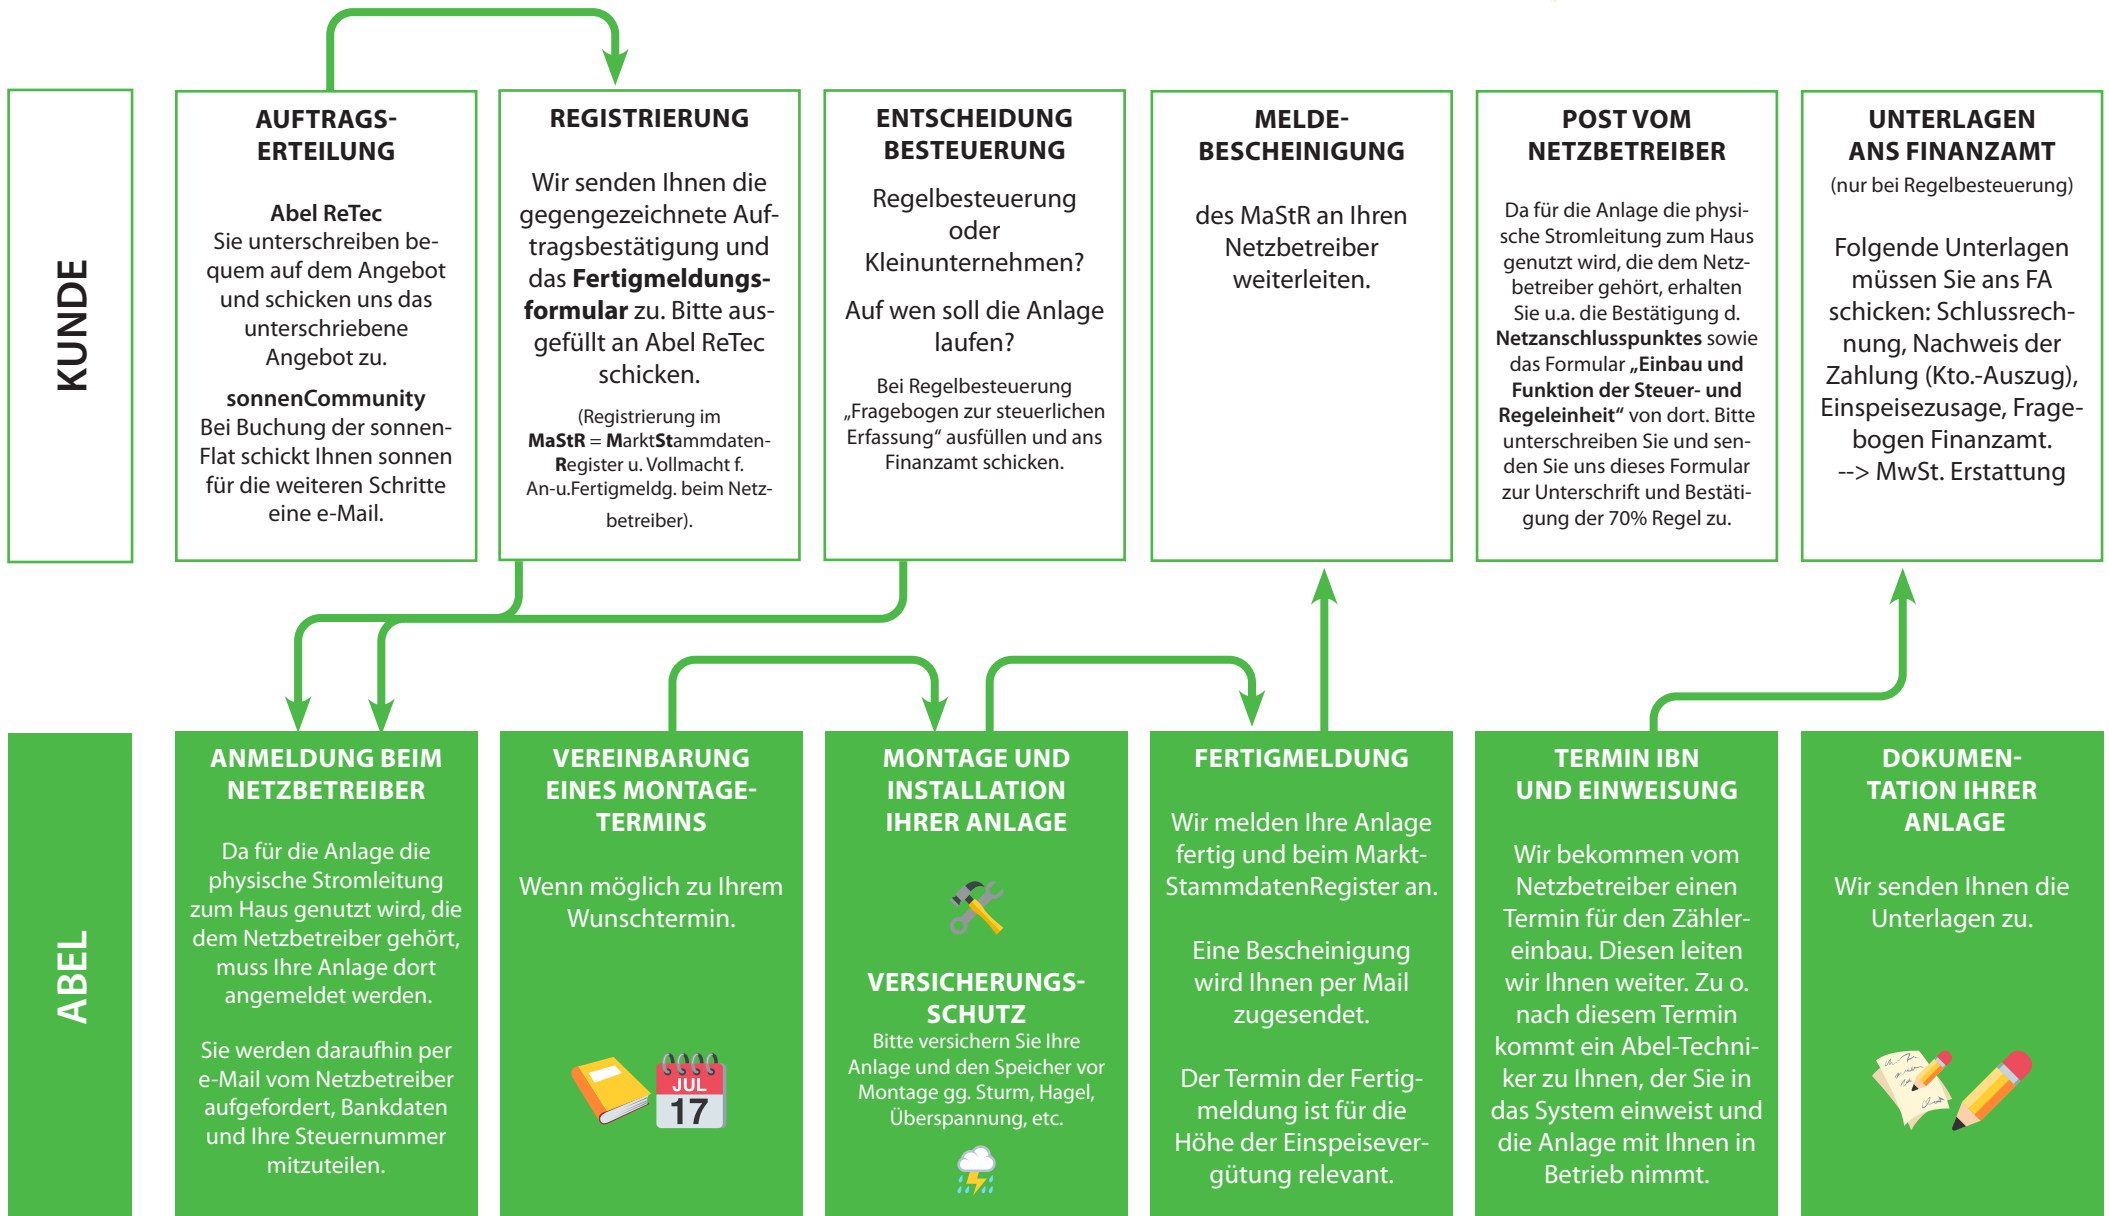 KUNDE
AUFTRAGS-
ERTEILUNG
Abel ReTec
Sie unterschreiben be-
quem auf dem Angebot
und schicken uns das
unterschriebene
Angebot zu.
sonnenCommunity
Bei Buchung der sonnen-
Flat schickt Ihnen sonnen
für die weiteren Schritte
eine e-Mail.
REGISTRIERUNG
Wir senden Ihnen die
gegengezeichnete Auf-
tragsbestätigung und
das Fertigmeldungs-
formular zu. Bitte aus-
gefüllt an Abel ReTec
schicken.
(Registrierung im
MaStR = MarktStammdaten-
Register u. Vollmacht f.
An-u.Fertigmeldg. beim Netz-
betreiber).
ENTSCHEIDUNG
BESTEUERUNG
Regelbesteuerung
oder
Kleinunternehmen?
Auf wen soll die Anlage
laufen?
Bei Regelbesteuerung
„Fragebogen zur steuerlichen
Erfassung“ ausfüllen und ans
Finanzamt schicken.
MELDE-
BESCHEINIGUNG
des MaStR an Ihren
Netzbetreiber
weiterleiten.
POST VOM
NETZBETREIBER
Da für die Anlage die physi-
sche Stromleitung zum Haus
genutzt wird, die dem Netz-
betreiber gehört, erhalten
Sie u.a. die Bestätigung d.
Netzanschlusspunktes sowie
das Formular „Einbau und
Funktion der Steuer- und
Regeleinheit“ von dort. Bitte
unterschreiben Sie und sen-
den Sie uns dieses Formular
zur Unterschrift und Bestäti-
gung der 70% Regel zu.
UNTERLAGEN
ANS FINANZAMT
(nur bei Regelbesteuerung)
Folgende Unterlagen
müssen Sie ans FA
schicken: Schlussrech-
nung, Nachweis der
Zahlung (Kto.-Auszug),
Einspeisezusage, Frage-
bogen Finanzamt.
--> MwSt. Erstattung
ABEL
ANMELDUNG BEIM
NETZBETREIBER
Da für die Anlage die
physische Stromleitung
zum Haus genutzt wird, die
dem Netzbetreiber gehört,
muss Ihre Anlage dort
angemeldet werden.
Sie werden daraufhin per
e-Mail vom Netzbetreiber
aufgefordert, Bankdaten
und Ihre Steuernummer
mitzuteilen.
VEREINBARUNG
EINES MONTAGE-
TERMINS
Wenn möglich zu Ihrem
Wunschtermin.
JUL
17
MONTAGE UND
INSTALLATION
IHRER ANLAGE
VERSICHERUNGS-
SCHUTZ
Bitte versichern Sie Ihre
Anlage und den Speicher vor
Montage gg. Sturm, Hagel,
Überspannung, etc.
FERTIGMELDUNG
Wir melden Ihre Anlage
fertig und beim Markt-
StammdatenRegister an.
Eine Bescheinigung
wird Ihnen per Mail
zugesendet.
Der Termin der Fertig-
meldung ist für die
Höhe der Einspeisever-
gütung relevant.
TERMIN IBN
UND EINWEISUNG
Wir bekommen vom
Netzbetreiber einen
Termin für den Zähler-
einbau. Diesen leiten
wir Ihnen weiter. Zu o.
nach diesem Termin
kommt ein Abel-Techni-
ker zu Ihnen, der Sie in
das System einweist und
die Anlage mit Ihnen in
Betrieb nimmt.
DOKUMEN-
TATION IHRER
ANLAGE
Wir senden Ihnen die
Unterlagen zu.